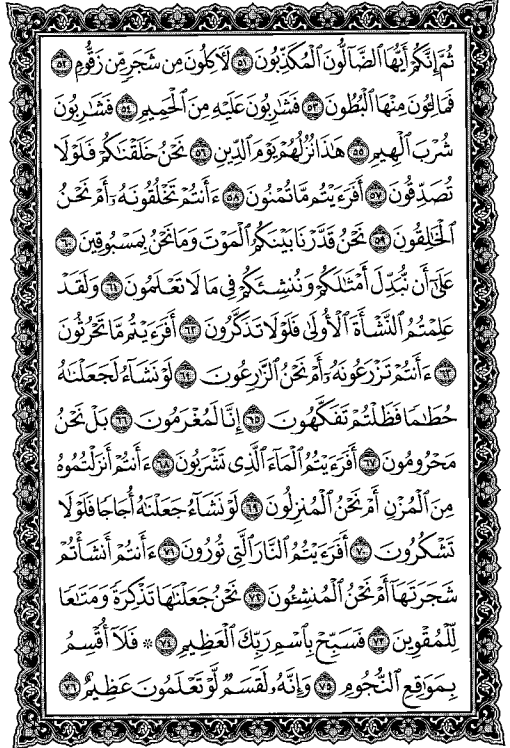 ثُمَّ إِنَّكُمْ أَيُّهَا ٱلضَّآلُّونَ ٱلْمُكَذِّبُونَ ٥١ لَأٓكِلُونَ مِن شَجَرٍ مِّن زَقُّومٍ ٥٢
فَمَالِـُٔونَ مِنْهَا ٱلْبُطُونَ ٥٣ فَشَٰرِبُونَ عَلَيْهِ مِنَ ٱلْحَمِيمِ ٥٤ فَشَٰرِبُونَ
شُرْبَ ٱلْهِيمِ ٥٥ هَٰذَا نُزُلُهُمْ يَوْمَ ٱلدِّينِ ٥٦ نَحْنُ خَلَقْنَٰكُمْ فَلَوْلَا
تُصَدِّقُونَ ٥٧ أَفَرَءَيْتُم مَّا تُمْنُونَ ٥٨ ءَأَنتُمْ تَخْلُقُونَهُۥٓ أَمْ نَحْنُ
ٱلْخَٰلِقُونَ ٥٩ نَحْنُ قَدَّرْنَا بَيْنَكُمُ ٱلْمَوْتَ وَمَا نَحْنُ بِمَسْبُوقِينَ ٦٠
عَلَىٰٓ أَن نُّبَدِّلَ أَمْثَٰلَكُمْ وَنُنشِئَكُمْ فِى مَا لَا تَعْلَمُونَ ٦١ وَلَقَدْ
عَلِمْتُمُ ٱلنَّشْأَةَ ٱلْأُولَىٰ فَلَوْلَا تَذَكَّرُونَ ٦٢ أَفَرَءَيْتُم مَّا تَحْرُثُونَ
٦٣ ءَأَنتُمْ تَزْرَعُونَهُۥٓ أَمْ نَحْنُ ٱلزَّٰرِعُونَ ٦٤ لَوْ نَشَآءُ لَجَعَلْنَٰهُ
حُطَٰمًا فَظَلْتُمْ تَفَكَّهُونَ ٦٥ إِنَّا لَمُغْرَمُونَ ٦٦ بَلْ نَحْنُ
مَحْرُومُونَ ٦٧ أَفَرَءَيْتُمُ ٱلْمَآءَ ٱلَّذِى تَشْرَبُونَ ٦٨ ءَأَنتُمْ أَنزَلْتُمُوهُ
مِنَ ٱلْمُزْنِ أَمْ نَحْنُ ٱلْمُنزِلُونَ ٦٩ لَوْ نَشَآءُ جَعَلْنَٰهُ أُجَاجًا فَلَوْلَا
تَشْكُرُونَ ٧٠ أَفَرَءَيْتُمُ ٱلنَّارَ ٱلَّتِى تُورُونَ ٧١ ءَأَنتُمْ أَنشَأْتُمْ
شَجَرَتَهَآ أَمْ نَحْنُ ٱلْمُنشِـُٔونَ ٧٢ نَحْنُ جَعَلْنَٰهَا تَذْكِرَةً وَمَتَٰعًا
لِّلْمُقْوِينَ ٧٣ فَسَبِّحْ بِٱسْمِ رَبِّكَ ٱلْعَظِيمِ ٧٤ ۞ فَلَآ أُقْسِمُ
بِمَوَٰقِعِ ٱلنُّجُومِ ٧٥ وَإِنَّهُۥ لَقَسَمٌ لَّوْ تَعْلَمُونَ عَظِيمٌ ٧٦